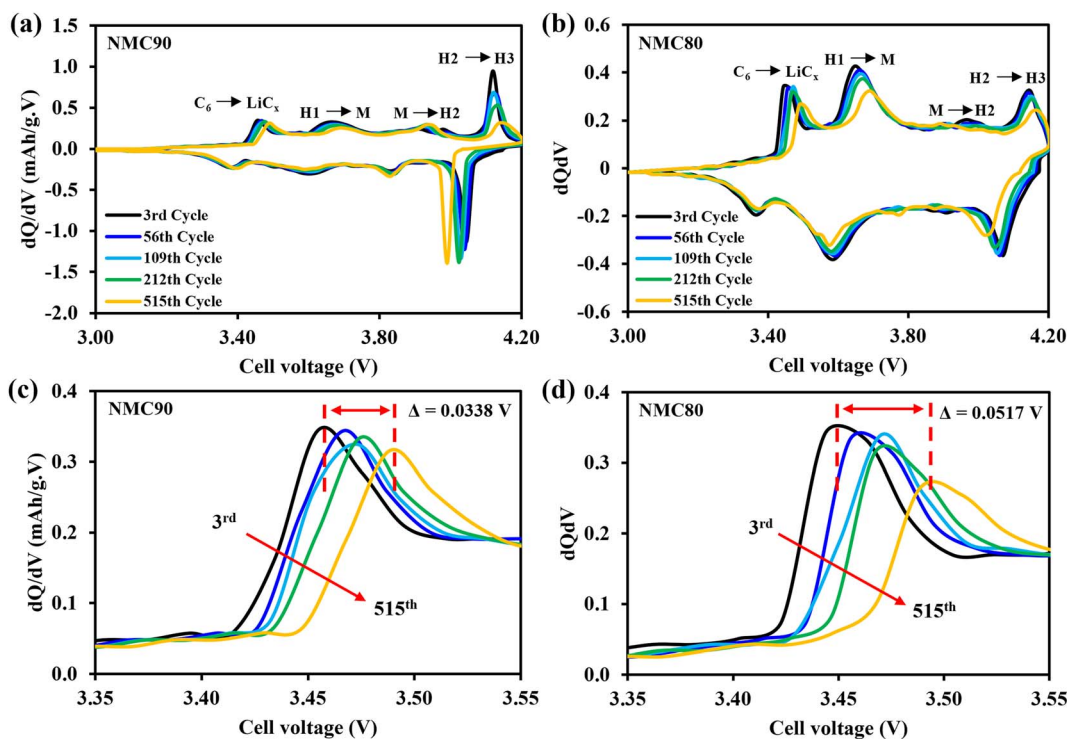 (a)
NMC90
H2 → H3
C₆ → LiCₓ
H1 → M
M → H2
dQ/dV (mAh/g.V)
1.5
1.0
0.5
0.0
-0.5
-1.0
-1.5
-2.0
3rd Cycle
56th Cycle
109th Cycle
212th Cycle
515th Cycle
3.00
3.40
3.80
4.20
Cell voltage (V)
(b)
NMC80
H1 → M
C₆ → LiCₓ
H2 → H3
M → H2
dQdV
0.6
0.4
0.2
0
-0.2
-0.4
-0.6
3rd Cycle
56th Cycle
109th Cycle
212th Cycle
515th Cycle
3.00
3.40
3.80
4.20
Cell voltage (V)
(c)
NMC90
Δ = 0.0338 V
dQ/dV (mAh/g.V)
0.4
0.3
0.2
0.1
0.0
3rd
515th
3.35
3.40
3.45
3.50
3.55
Cell voltage (V)
(d)
NMC80
Δ = 0.0517 V
dQdV
0.4
0.3
0.2
0.1
0.0
3rd
515th
3.35
3.40
3.45
3.50
3.55
Cell voltage (V)